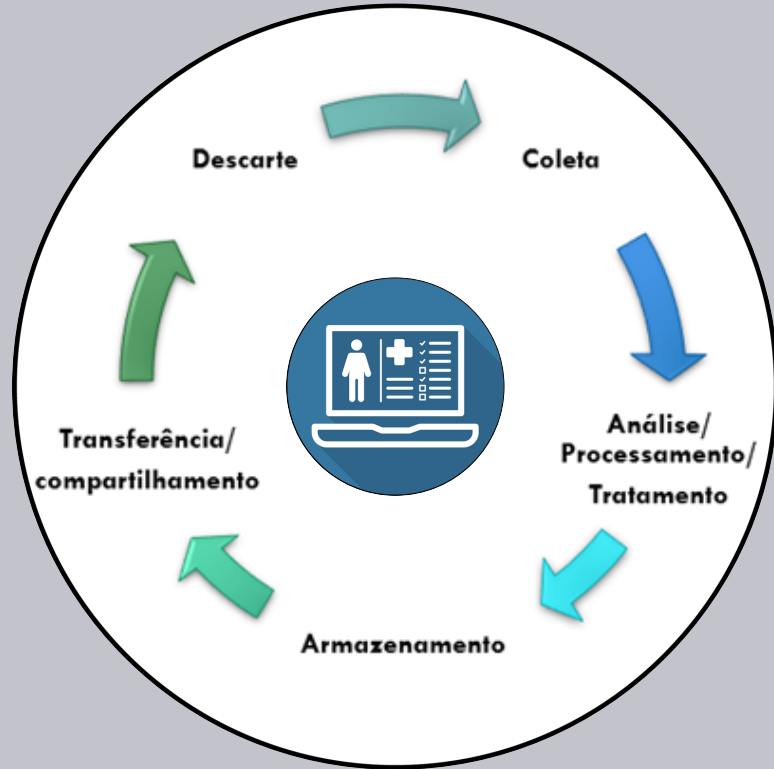 Descarte
Coleta
Análise/
Processamento/
Tratamento
Armazenamento
Transferência/
compartilhamento